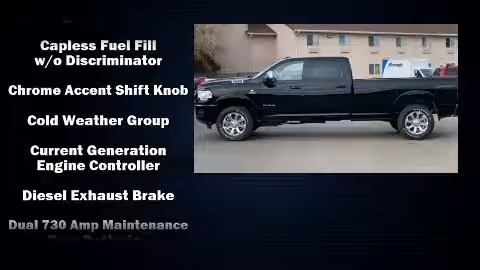 Capless Fuel Fill
w/o Discriminator
Chrome Accent Shift Knob
Cold Weather Group
Current Generation
Engine Controller
Diesel Exhaust Brake
Dual 730 Amp Maintenance